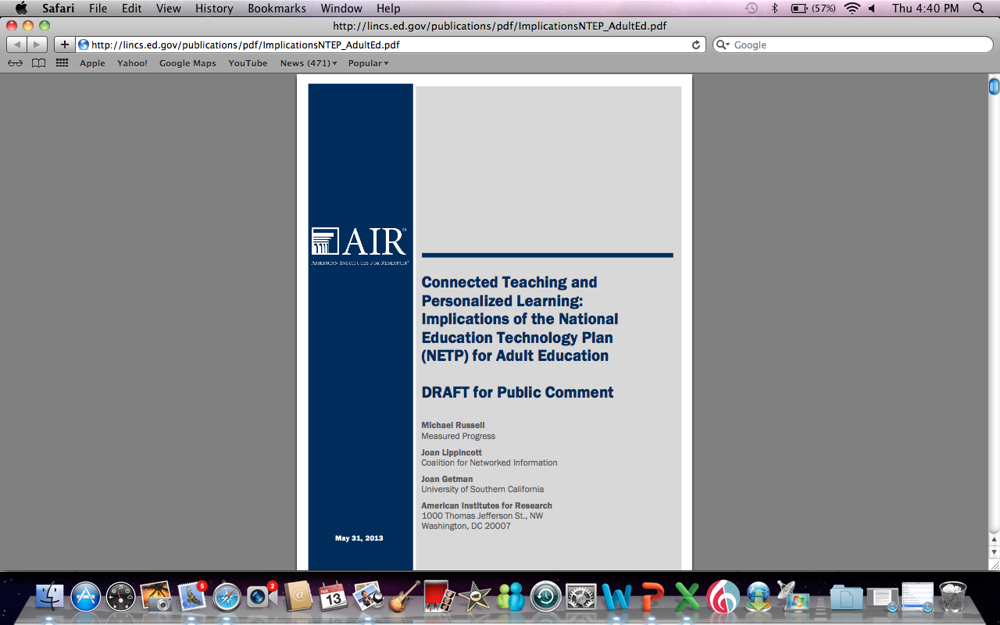 Safari File Edit View History Bookmarks Window Help (57%) Thu 4:40 PM
http://lincs.ed.gov/publications/pdf/ImplicationsNTEP_AdultEd.pdf
http://lincs.ed.gov/publications/pdf/ImplicationsNTEP_AdultEd.pdf Google
Apple Yahoo! Google Maps YouTube News (471) Popular
AIR®
AMERICAN INSTITUTES FOR RESEARCH®
Connected Teaching and
Personalized Learning:
Implications of the National
Education Technology Plan
(NETP) for Adult Education
DRAFT for Public Comment
Michael Russell
Measured Progress
Joan Lippincott
Coalition for Networked Information
Joan Getman
University of Southern California
American Institutes for Research
1000 Thomas Jefferson St., NW
Washington, DC 20007
May 31, 2013
5
2
FEB
13